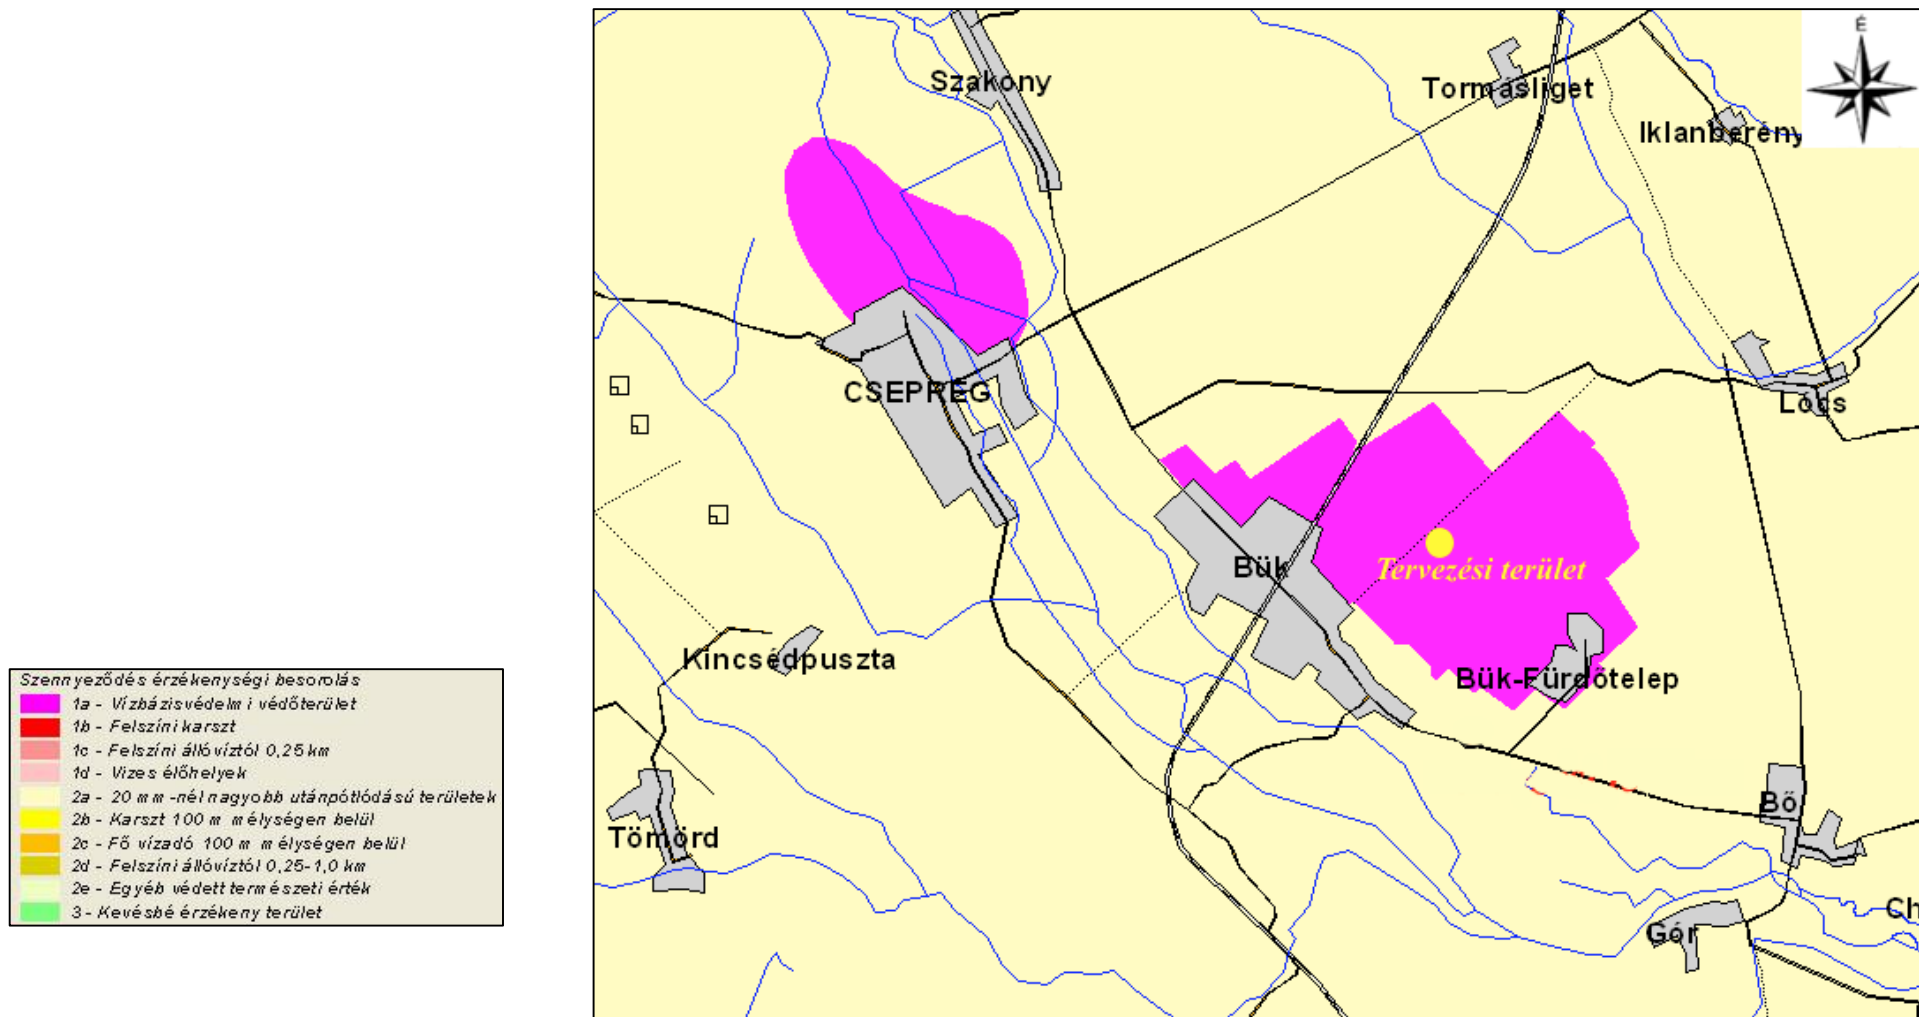 É
Szakony
Tormásliget
Iklanberény
CSEPREG
Lócs
Bük
Tervezési terület
Kincsédpuszta
Bük-Fürdőtelep
Szennyeződés érzékenységi besorolás
1a - Vízbázisvédelmi védőterület
1b - Felszíni karszt
1c - Felszíni állóvíztól 0,25 km
1d - Vizes élőhelyek
2a - 20 mm-nél nagyobb utánpótlódású területek
2b - Karszt 100 m mélységen belül
2c - Fő vízadó 100 m mélységen belül
2d - Felszíni állóvíztól 0,25-1,0 km
2e - Egyéb védett természeti érték
3 - Kevésbé érzékeny terület
Tömörd
Bő
Ch
Gór